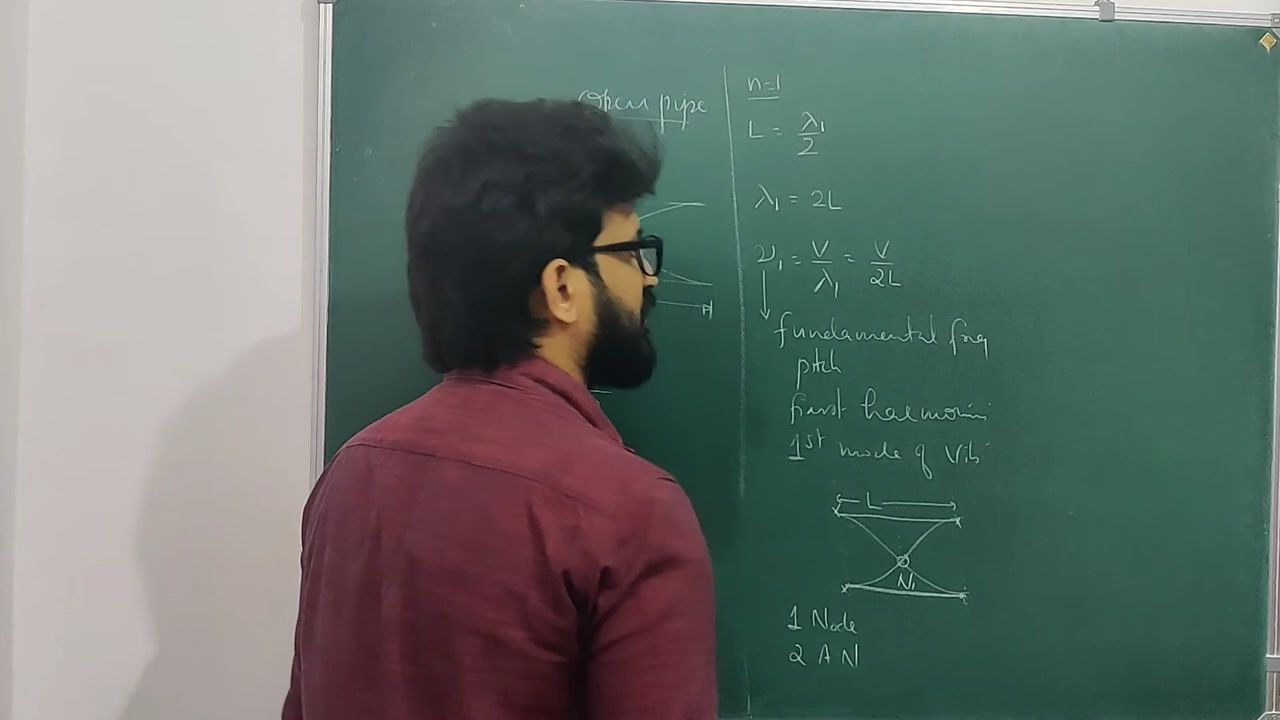 Open pipe
n=1
L = λ₁/2
λ₁ = 2L
ν₁ = V/λ₁ = V/2L
fundamental freq
pitch
first harmonic
1st mode of Vib
L
N₁
1 Node
2 A N